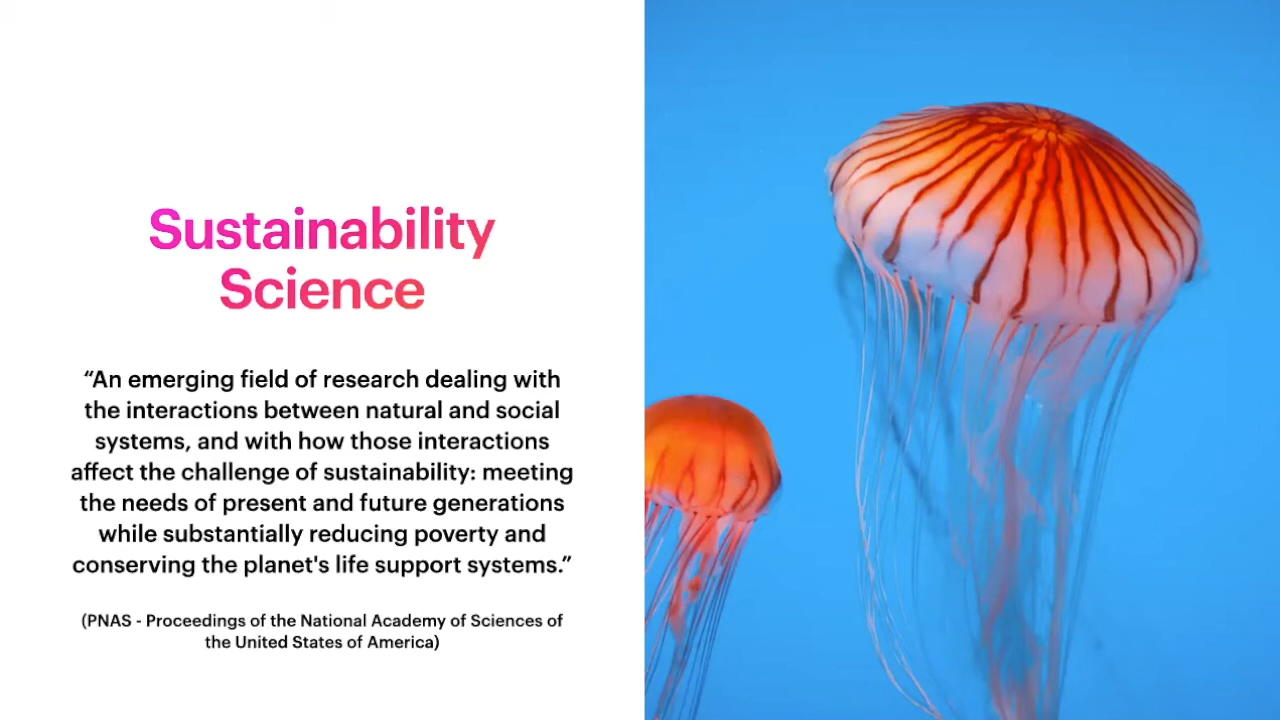 Sustainability
Science
“An emerging field of research dealing with
the interactions between natural and social
systems, and with how those interactions
affect the challenge of sustainability: meeting
the needs of present and future generations
while substantially reducing poverty and
conserving the planet's life support systems.”
(PNAS - Proceedings of the National Academy of Sciences of
the United States of America)